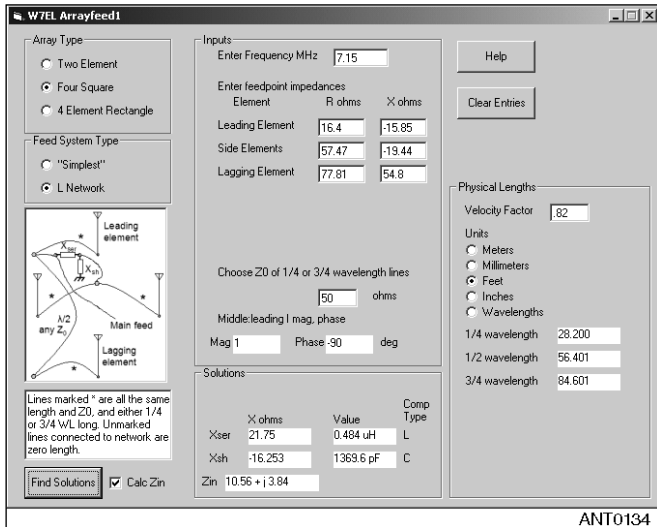 W7EL Arrayfeed1
Array Type
Two Element
Four Square
4 Element Rectangle
Feed System Type
"Simplest"
L Network
Leading
element
Xser
Xsh
λ/2
any Z0
Main feed
Lagging
element
* * * *
Lines marked * are all the same
length and Z0, and either 1/4
or 3/4 WL long. Unmarked
lines connected to network are
zero length.
Find Solutions
Calc Zin
Inputs
Enter Frequency MHz 7.15
Enter feedpoint impedances
Element R ohms X ohms
Leading Element 16.4 -15.85
Side Elements 57.47 -19.44
Lagging Element 77.81 54.8
Choose Z0 of 1/4 or 3/4 wavelength lines
50 ohms
Middle:leading I mag, phase
Mag 1 Phase -90 deg
Solutions
X ohms Value Comp
Type
Xser 21.75 0.484 uH L
Xsh -16.253 1369.6 pF C
Zin 10.56 + j 3.84
Help
Clear Entries
Physical Lengths
Velocity Factor .82
Units
Meters
Millimeters
Feet
Inches
Wavelengths
1/4 wavelength 28.200
1/2 wavelength 56.401
3/4 wavelength 84.601
ANT0134